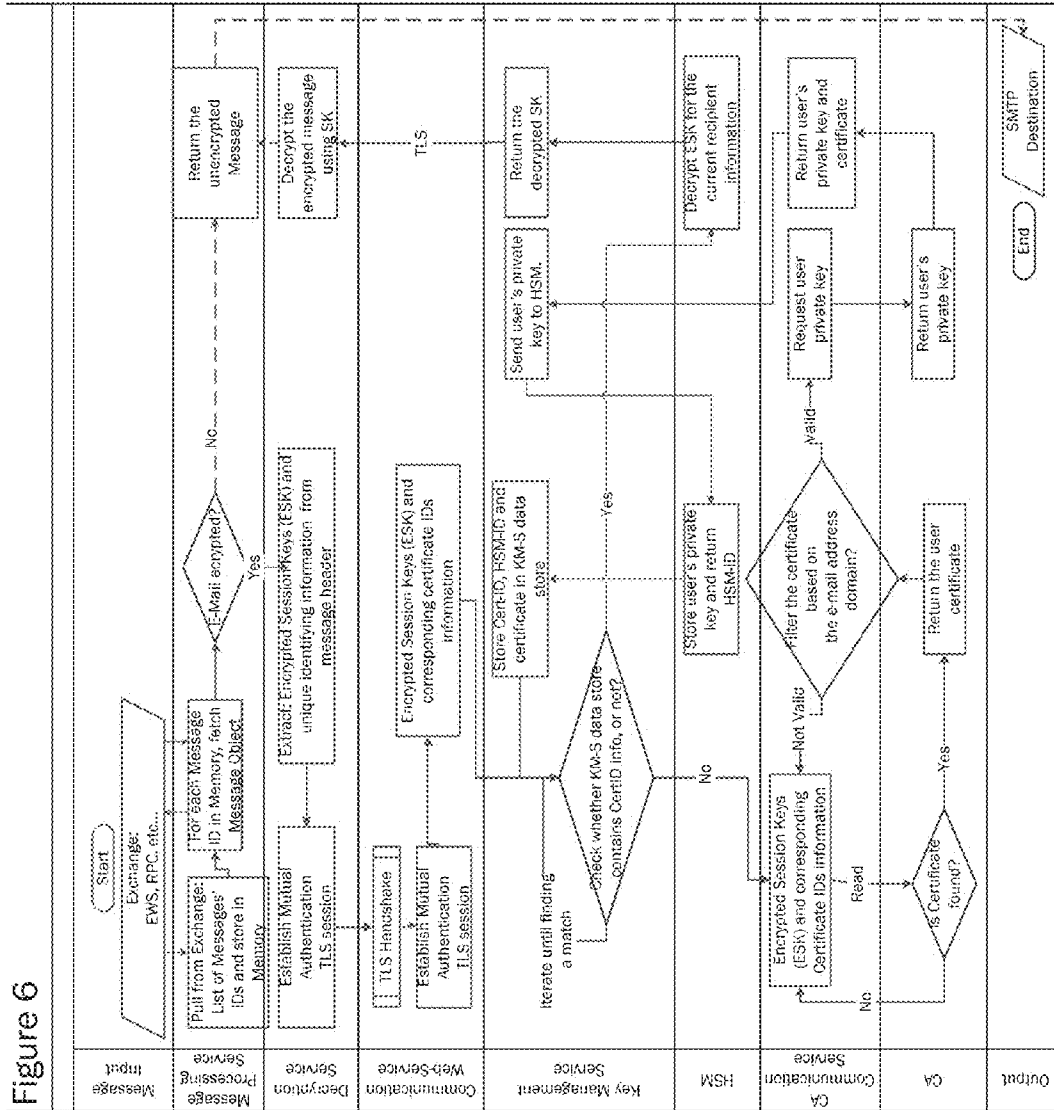 Figure 6
Message
Input
Message
Processing
Service
Decryption
Service
Communication
Web-Service
Key Management
Service
HSM
CA
Communication
Service
CA
Output
Start
Exchange:
EWS, RPC, etc...
Pull from Exchange:
List of Messages'
IDs and store in
Memory
For each Message
ID in Memory, fetch
Message Object
E-Mail acrypted?
No
Yes
Return the
unencrypted
Message
Establish Mutual
Authentication
TLS session
Extract: Encrypted Session Keys (ESK) and
unique identifying information from
message header
Decrypt the
encrypted message
using SK
TLS Handshake
Establish Mutual
Authentication
TLS session
Encrypted Session Keys (ESK) and
corresponding certificate IDs
information
TLS
Iterate until finding
a match
Check whether KM-S data store
contains CertID info, or not?
Yes
No
Store Cert-ID, HSM-ID and
certificate in KM-S data
store
Send user's private
key to HSM.
Return the
decrypted SK
Store user's private
key and return
HSM-ID
Decrypt ESK for the
current recipient
information
Encrypted Session Keys
(ESK) and corresponding
Certificate IDs information
Read
Not Valid
Filter the certificate
based on
the e-mail address
domain?
Valid
Request user
private key
Return user's
private key and
certificate
No
Is Certificate
found?
Yes
Return the user
certificate
Return user's
private key
End
SMTP
Destination